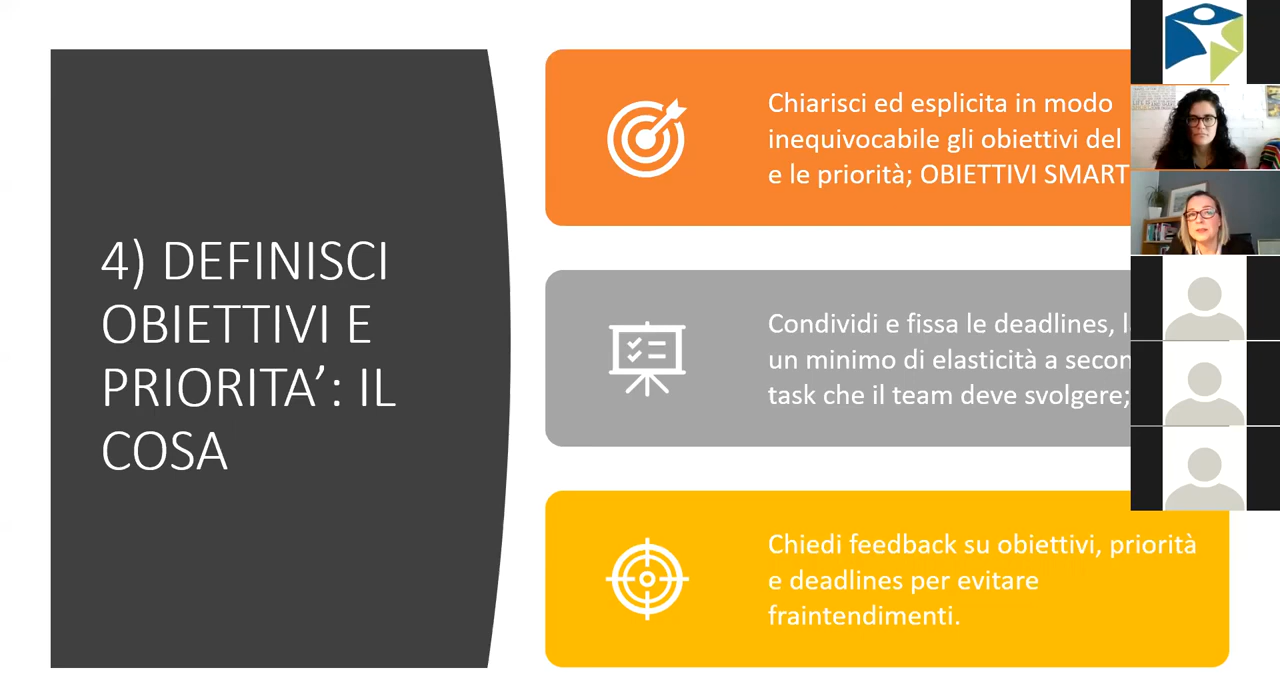 4) DEFINISCI
OBIETTIVI E
PRIORITA’: IL
COSA
Chiarisci ed esplicita in modo
inequivocabile gli obiettivi del
e le priorità; OBIETTIVI SMART
Condividi e fissa le deadlines,
un minimo di elasticità a
task che il team deve svolgere;
Chiedi feedback su obiettivi, priorità
e deadlines per evitare
fraintendimenti.